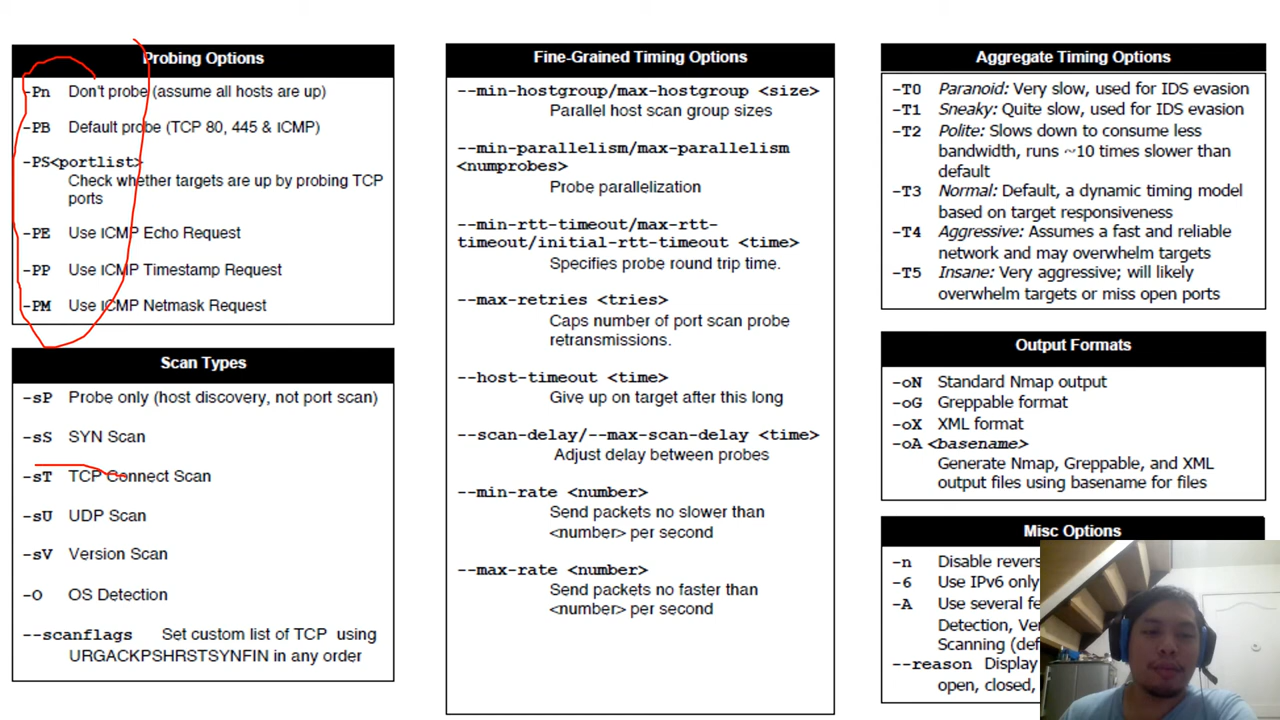 Probing Options
-Pn Don't probe (assume all hosts are up)
-PB Default probe (TCP 80, 445 & ICMP)
-PS<portlist>
Check whether targets are up by probing TCP
ports
-PE Use ICMP Echo Request
-PP Use ICMP Timestamp Request
-PM Use ICMP Netmask Request
Scan Types
-sP Probe only (host discovery, not port scan)
-sS SYN Scan
-sT TCP Connect Scan
-sU UDP Scan
-sV Version Scan
-O OS Detection
--scanflags Set custom list of TCP using
URGACKPSHRSTSYNFIN in any order
Fine-Grained Timing Options
--min-hostgroup/max-hostgroup <size>
Parallel host scan group sizes
--min-parallelism/max-parallelism
<numprobes>
Probe parallelization
--min-rtt-timeout/max-rtt-
timeout/initial-rtt-timeout <time>
Specifies probe round trip time.
--max-retries <tries>
Caps number of port scan probe
retransmissions.
--host-timeout <time>
Give up on target after this long
--scan-delay/--max-scan-delay <time>
Adjust delay between probes
--min-rate <number>
Send packets no slower than
<number> per second
--max-rate <number>
Send packets no faster than
<number> per second
Aggregate Timing Options
-T0 Paranoid: Very slow, used for IDS evasion
-T1 Sneaky: Quite slow, used for IDS evasion
-T2 Polite: Slows down to consume less
bandwidth, runs ~10 times slower than
default
-T3 Normal: Default, a dynamic timing model
based on target responsiveness
-T4 Aggressive: Assumes a fast and reliable
network and may overwhelm targets
-T5 Insane: Very aggressive; will likely
overwhelm targets or miss open ports
Output Formats
-oN Standard Nmap output
-oG Greppable format
-oX XML format
-oA <basename>
Generate Nmap, Greppable, and XML
output files using basename for files
Misc Options
-n Disable
-6 Use IPv6 only
-A Use several
Detection,
Scanning
--reason Display
open, closed,